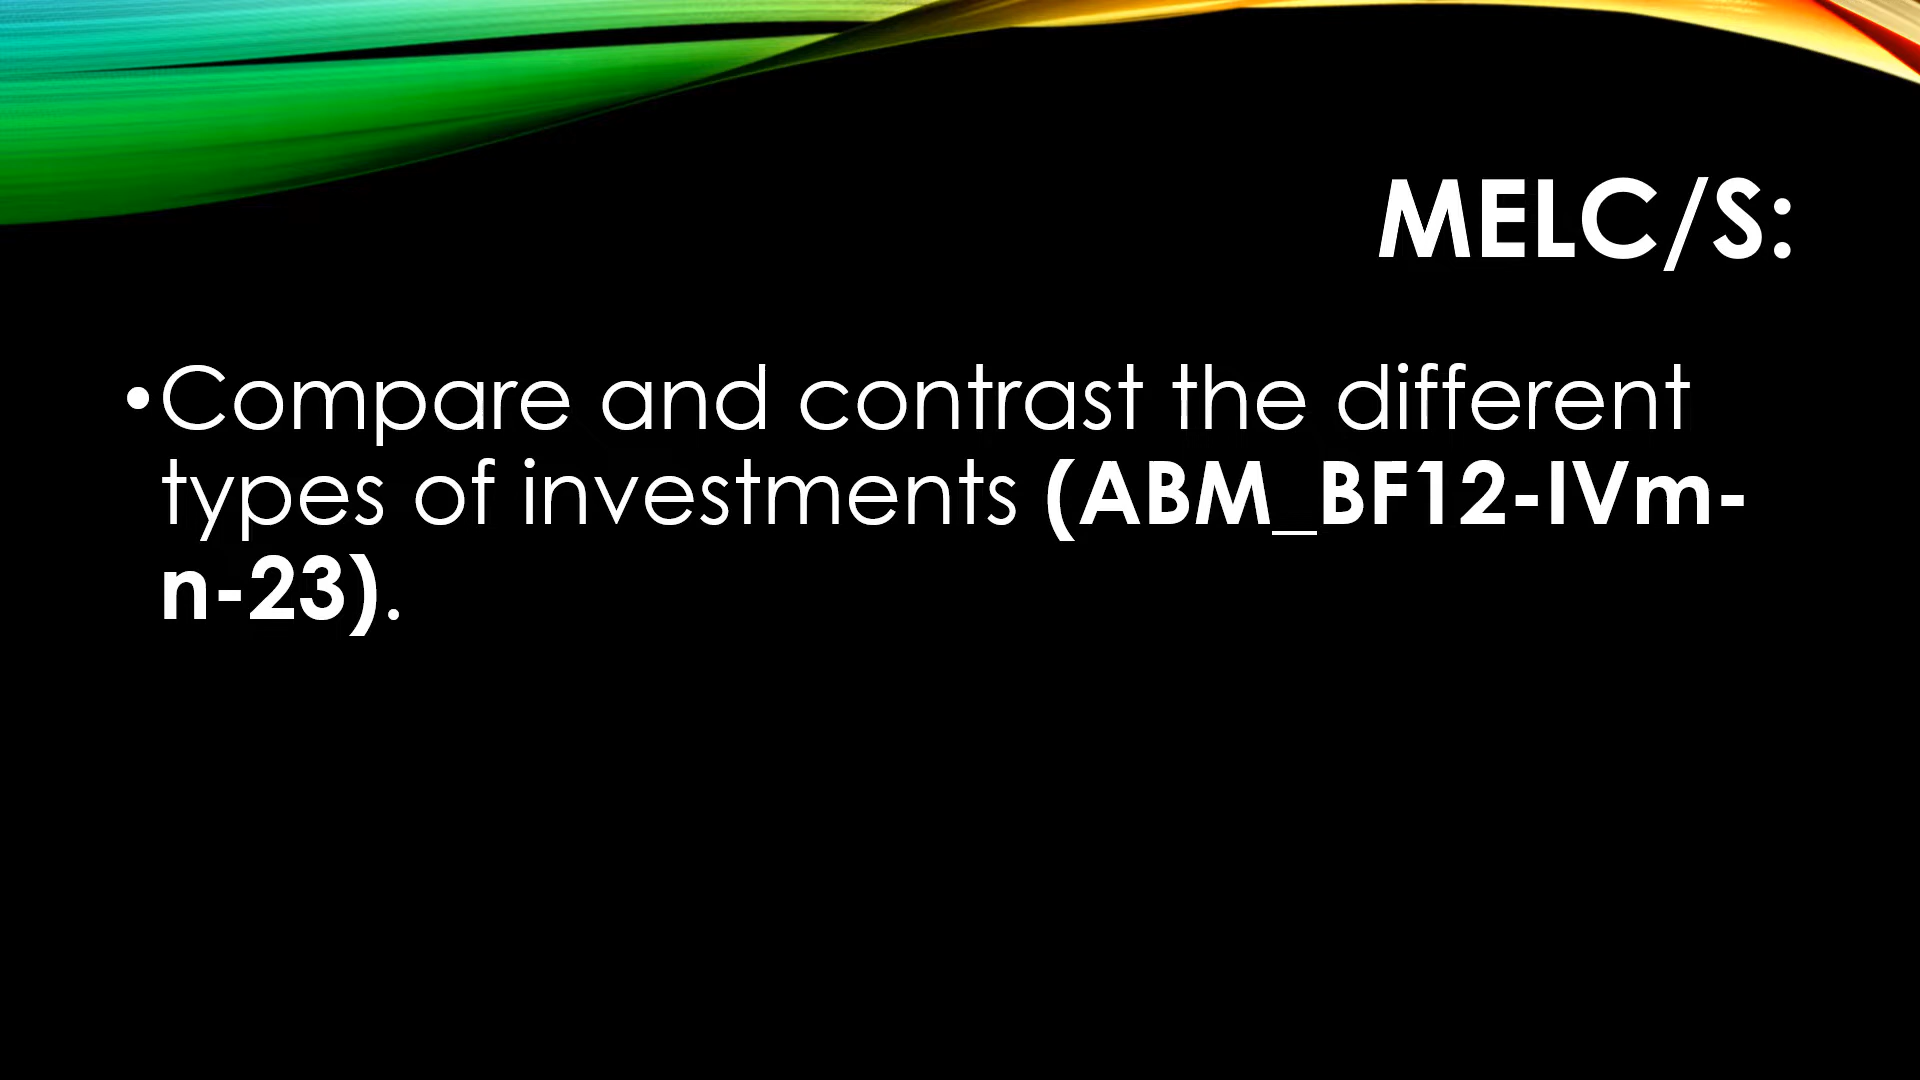 MELC/S:
•Compare and contrast the different
types of investments (ABM_BF12-IVm-
n-23).